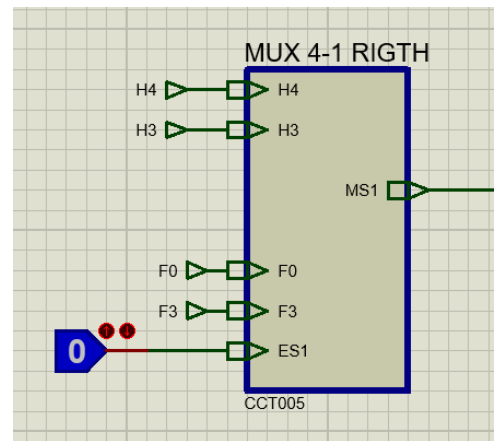 MUX 4-1 RIGTH
H4 H4
H3 H3
MS1
F0 F0
F3 F3
0 ES1
CCT005